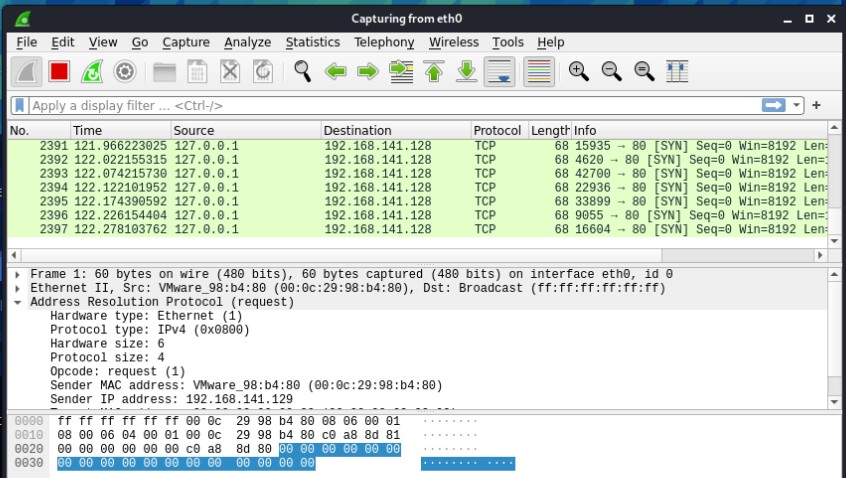 Capturing from eth0
File Edit View Go Capture Analyze Statistics Telephony Wireless Tools Help
Apply a display filter ... <Ctrl-/>
No. Time Source Destination Protocol Length Info
2391 121.966223025 127.0.0.1 192.168.141.128 TCP 68 15935 → 80 [SYN] Seq=0 Win=8192 Len=
2392 122.022155315 127.0.0.1 192.168.141.128 TCP 68 4620 → 80 [SYN] Seq=0 Win=8192 Len=
2393 122.074215730 127.0.0.1 192.168.141.128 TCP 68 42700 → 80 [SYN] Seq=0 Win=8192 Len=
2394 122.122101952 127.0.0.1 192.168.141.128 TCP 68 22936 → 80 [SYN] Seq=0 Win=8192 Len=
2395 122.174390592 127.0.0.1 192.168.141.128 TCP 68 33899 → 80 [SYN] Seq=0 Win=8192 Len=
2396 122.226154404 127.0.0.1 192.168.141.128 TCP 68 9055 → 80 [SYN] Seq=0 Win=8192 Len=
2397 122.278103762 127.0.0.1 192.168.141.128 TCP 68 16604 → 80 [SYN] Seq=0 Win=8192 Len=
Frame 1: 60 bytes on wire (480 bits), 60 bytes captured (480 bits) on interface eth0, id 0
Ethernet II, Src: VMware_98:b4:80 (00:0c:29:98:b4:80), Dst: Broadcast (ff:ff:ff:ff:ff:ff)
Address Resolution Protocol (request)
Hardware type: Ethernet (1)
Protocol type: IPv4 (0x0800)
Hardware size: 6
Protocol size: 4
Opcode: request (1)
Sender MAC address: VMware_98:b4:80 (00:0c:29:98:b4:80)
Sender IP address: 192.168.141.129
0000 ff ff ff ff ff ff 00 0c 29 98 b4 80 08 06 00 01 ········
0010 08 00 06 04 00 01 00 0c 29 98 b4 80 c0 a8 8d 81 ········
0020 00 00 00 00 00 00 c0 a8 8d 80 00 00 00 00 00 00
0030 00 00 00 00 00 00 00 00 00 00 00 00 ········ ····